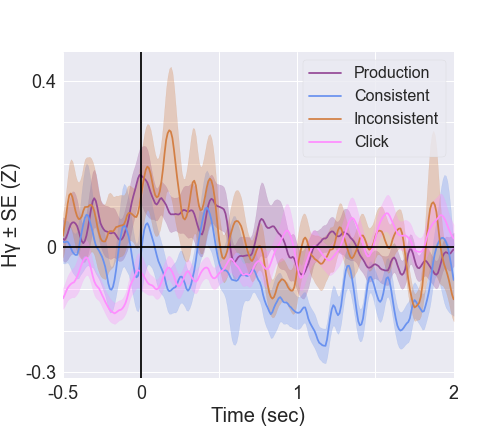 Production
Consistent
Inconsistent
Click
0.4
0
-0.3
Hγ ± SE (Z)
-0.5
0
1
2
Time (sec)